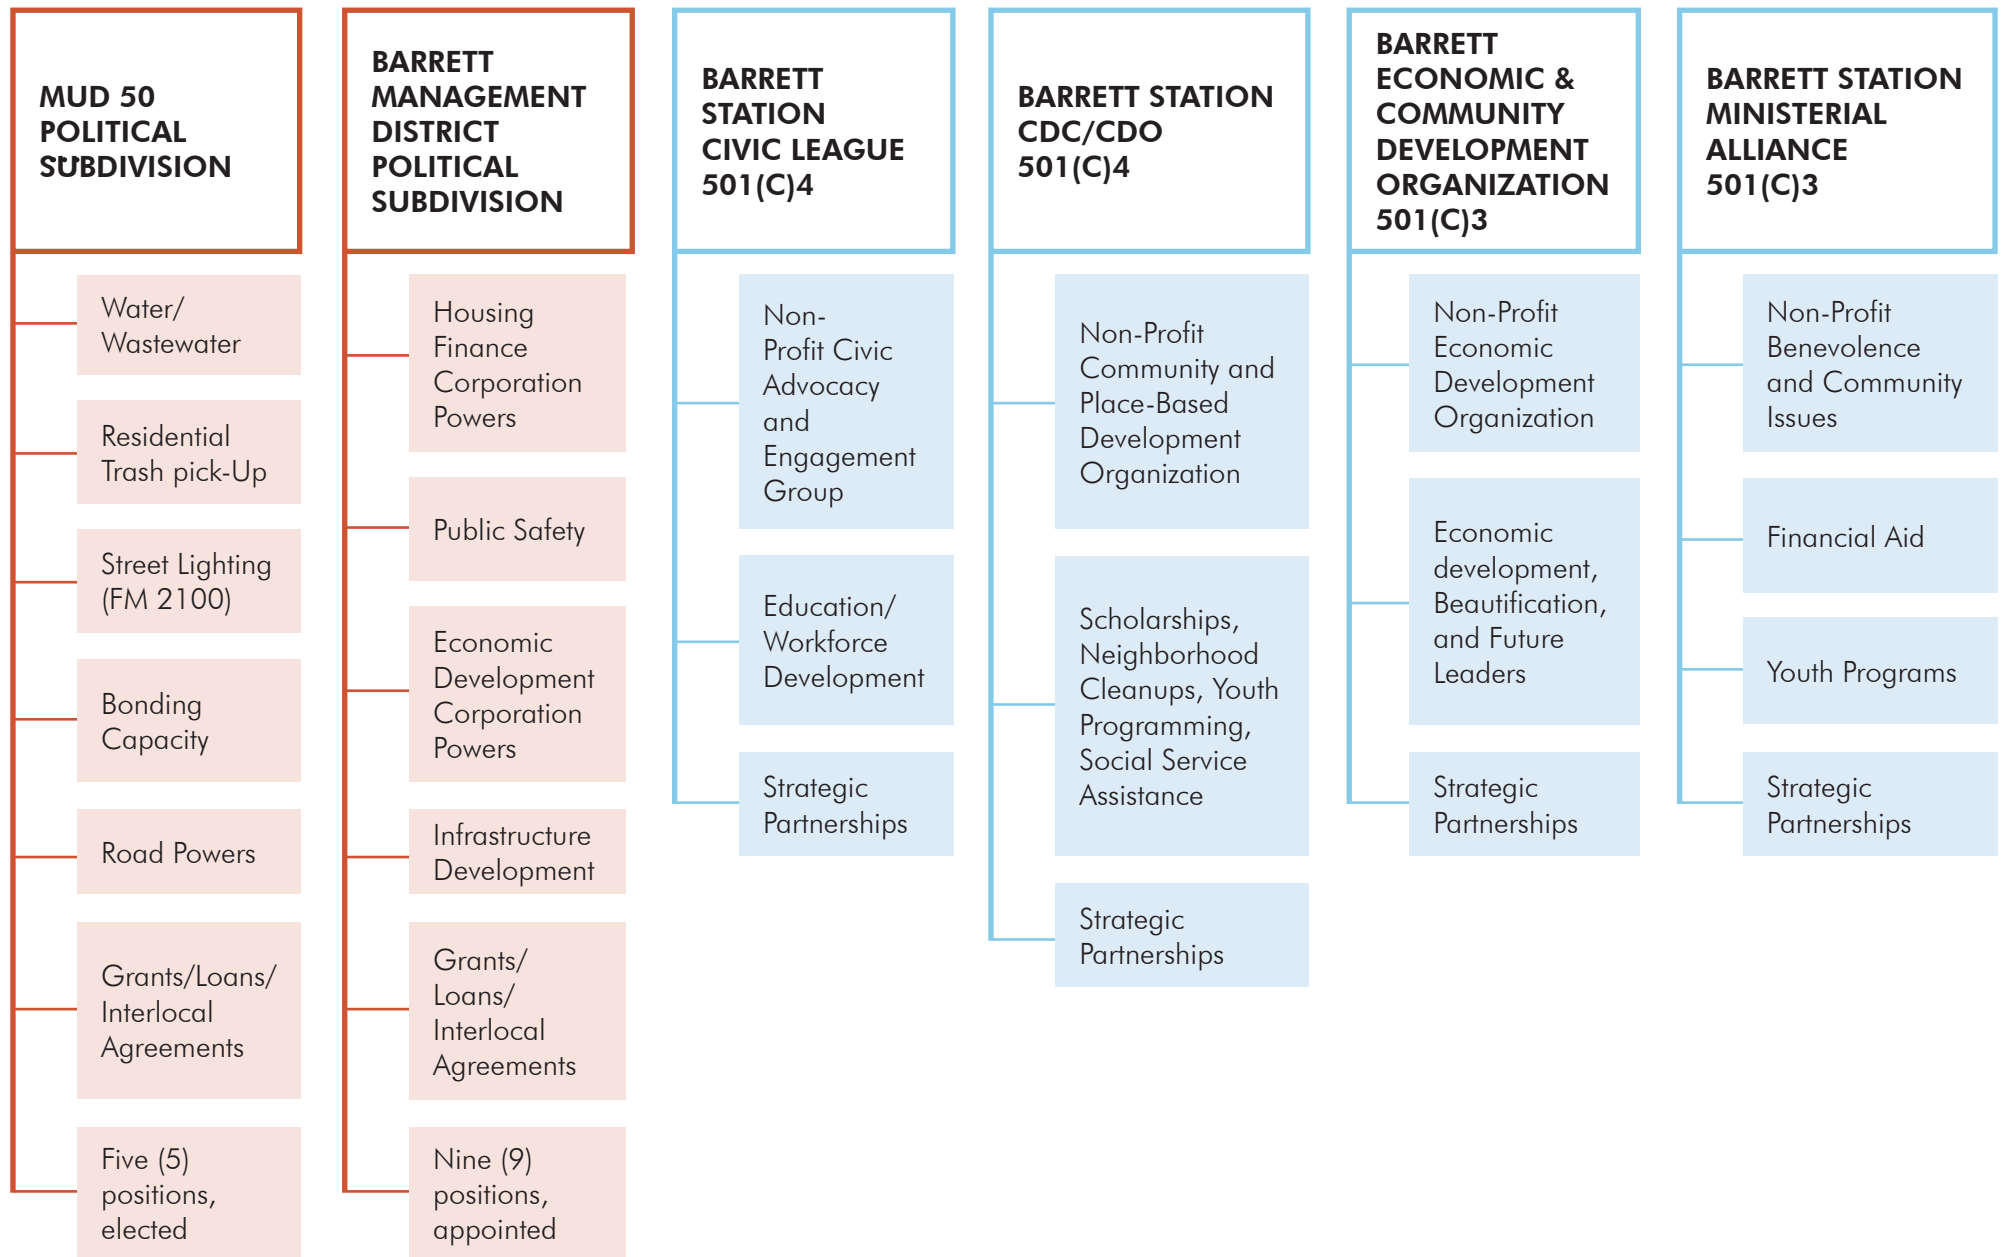 MUD 50
POLITICAL
SUBDIVISION
Water/
Wastewater
Residential
Trash pick-Up
Street Lighting
(FM 2100)
Bonding
Capacity
Road Powers
Grants/Loans/
Interlocal
Agreements
Five (5)
positions,
elected
BARRETT
MANAGEMENT
DISTRICT
POLITICAL
SUBDIVISION
Housing
Finance
Corporation
Powers
Public Safety
Economic
Development
Corporation
Powers
Infrastructure
Development
Grants/
Loans/
Interlocal
Agreements
Nine (9)
positions,
appointed
BARRETT
STATION
CIVIC LEAGUE
501(C)4
Non-
Profit Civic
Advocacy
and
Engagement
Group
Education/
Workforce
Development
Strategic
Partnerships
BARRETT STATION
CDC/CDO
501(C)4
Non-Profit
Community and
Place-Based
Development
Organization
Scholarships,
Neighborhood
Cleanups, Youth
Programming,
Social Service
Assistance
Strategic
Partnerships
BARRETT
ECONOMIC &
COMMUNITY
DEVELOPMENT
ORGANIZATION
501(C)3
Non-Profit
Economic
Development
Organization
Economic
development,
Beautification,
and Future
Leaders
Strategic
Partnerships
BARRETT STATION
MINISTERIAL
ALLIANCE
501(C)3
Non-Profit
Benevolence
and Community
Issues
Financial Aid
Youth Programs
Strategic
Partnerships